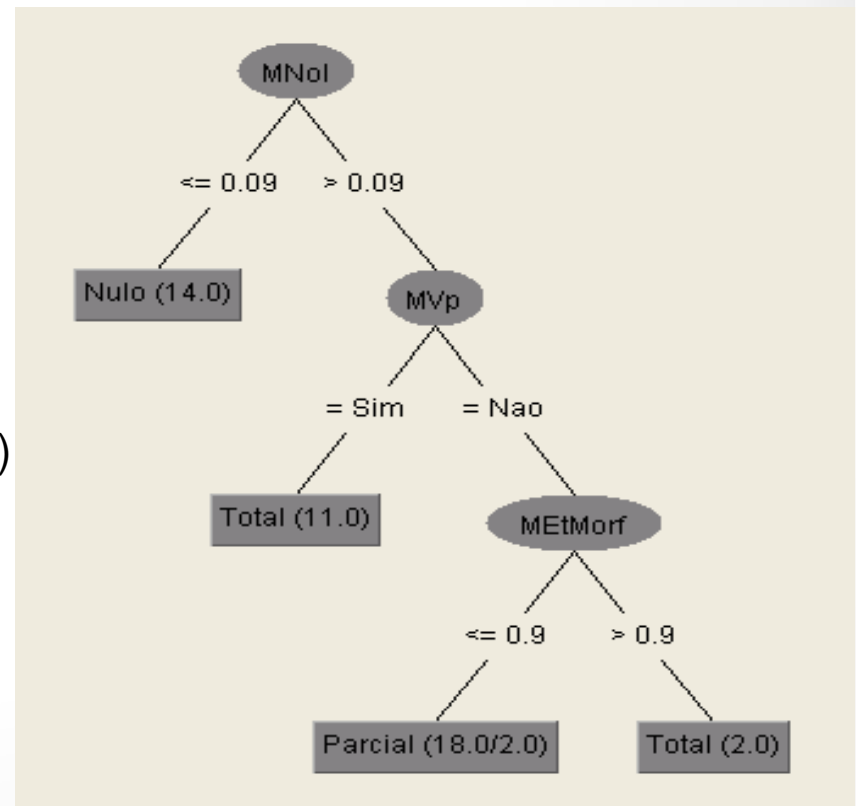 MNol
<= 0.09 > 0.09
Nulo (14.0)
MVp
= Sim = Nao
)
Total (11.0)
MEtMorf
<= 0.9 > 0.9
Parcial (18.0/2.0) Total (2.0)